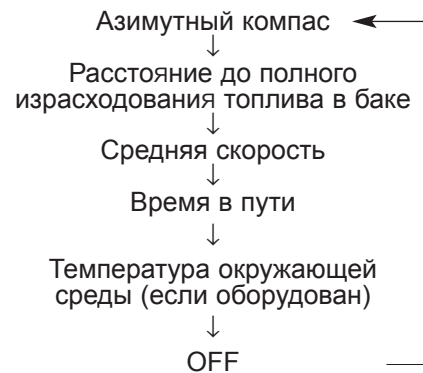 Азимутный компас
↓
Расстояние до полного
израсходования топлива в баке
↓
Средняя скорость
↓
Время в пути
↓
Температура окружающей
среды (если оборудован)
↓
OFF